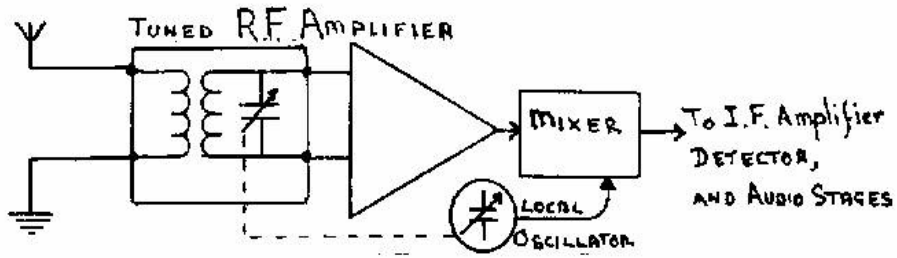 TUNED R.F. AMPLIFIER
MIXER
TO I.F. Amplifier
DETECTOR,
AND AUDIO STAGES
LOCAL
OSCILLATOR